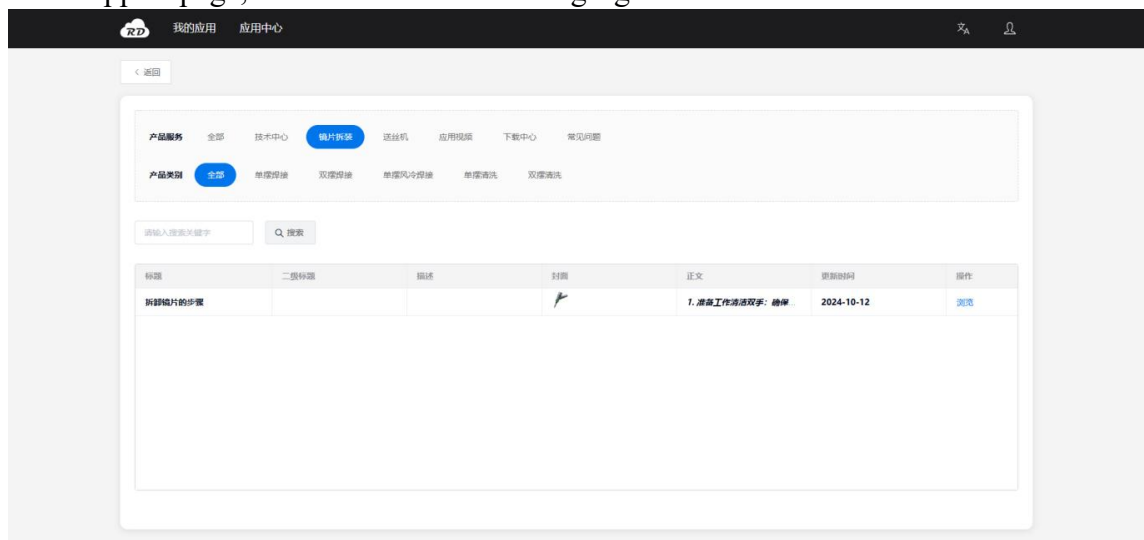 RD 我的应用 应用中心
< 返回
产品服务 全部 技术中心 镜片拆装 送丝机 应用视频 下载中心 常见问题
产品类别 全部 单摆焊接 双摆焊接 单摆风冷焊接 单摆清洗 双摆清洗
请输入搜索关键字 搜索
标题 二级标题 描述 封面 正文 更新时间 操作
拆卸镜片的步骤 1. 准备工作清洁双手：确保... 2024-10-12 浏览